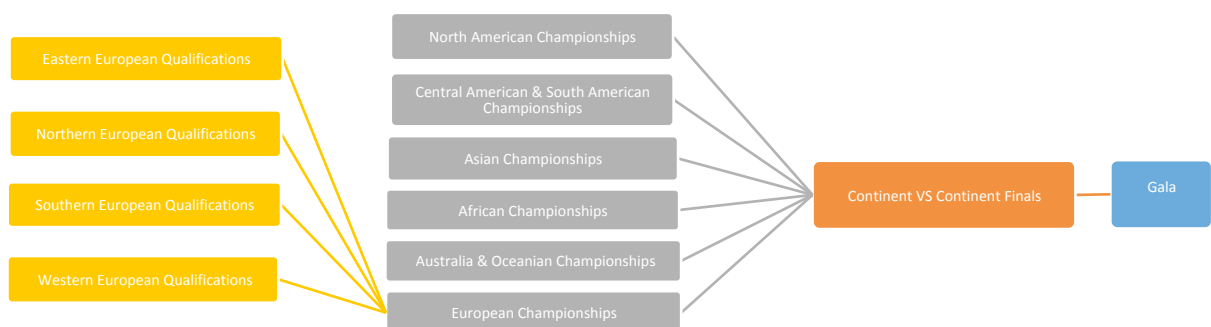 Eastern European Qualifications
Northern European Qualifications
Southern European Qualifications
Western European Qualifications
North American Championships
Central American & South American
Championships
Asian Championships
African Championships
Australia & Oceanian Championships
European Championships
Continent VS Continent Finals
Gala